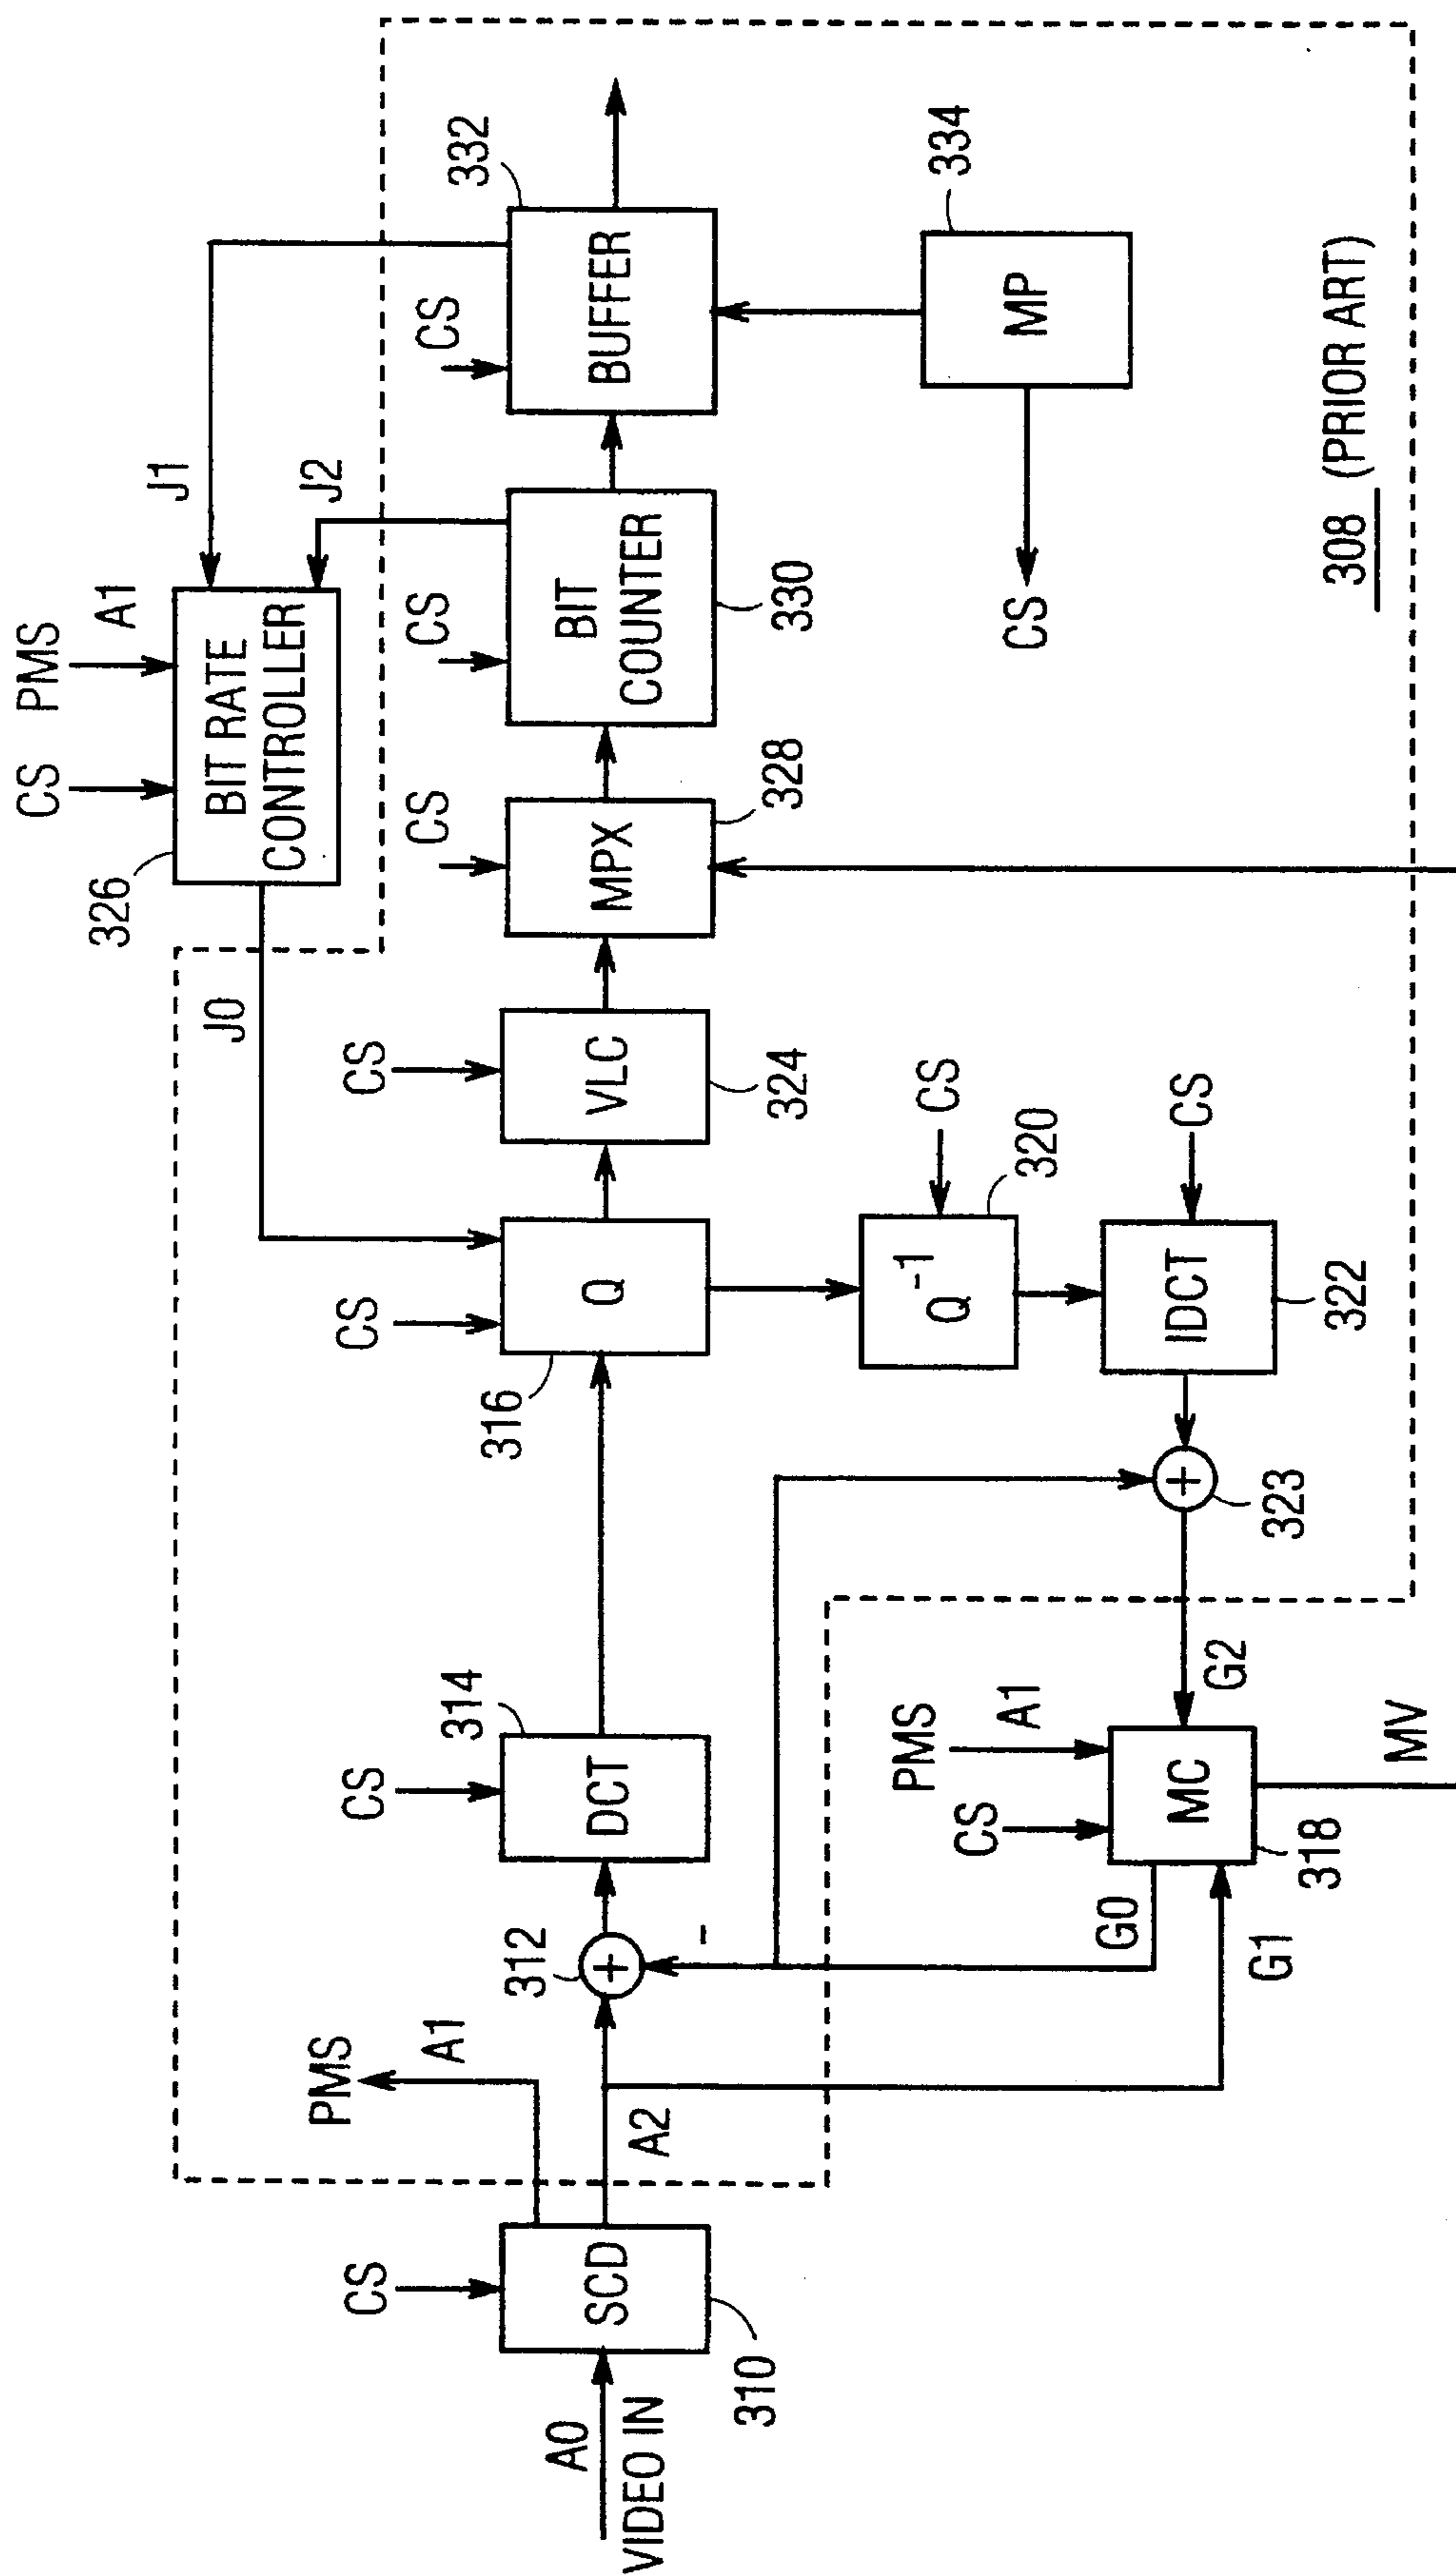 CS
PMS
A1
J1
326
BIT RATE
CONTROLLER
J2
J0
332
CS
CS
CS
CS
CS
CS
CS
PMS
A1
A0
VIDEO IN
SCD
310
A2
312
+
-
314
DCT
316
Q
VLC
324
MPX
328
BIT
COUNTER
330
BUFFER
CS
Q-1
320
MP
334
CS
CS
IDCT
322
+
323
G2
PMS
A1
CS
MC
318
G0
G1
MV
308 (PRIOR ART)